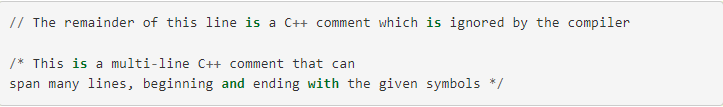 // The remainder of this line is a C++ comment which is ignored by the compiler
/* This is a multi-line C++ comment that can
span many lines, beginning and ending with the given symbols */